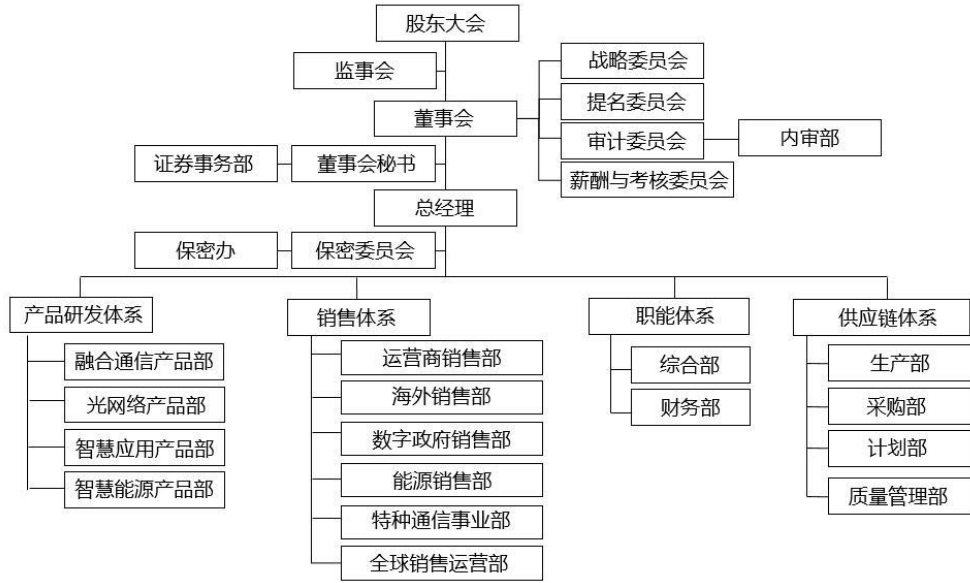 股东大会
监事会
战略委员会
董事会
提名委员会
审计委员会
内审部
证券事务部
董事会秘书
薪酬与考核委员会
总经理
保密办
保密委员会
产品研发体系
融合通信产品部
光网络产品部
智慧应用产品部
智慧能源产品部
销售体系
运营商销售部
海外销售部
数字政府销售部
能源销售部
特种通信事业部
全球销售运营部
职能体系
综合部
财务部
供应链体系
生产部
采购部
计划部
质量管理部